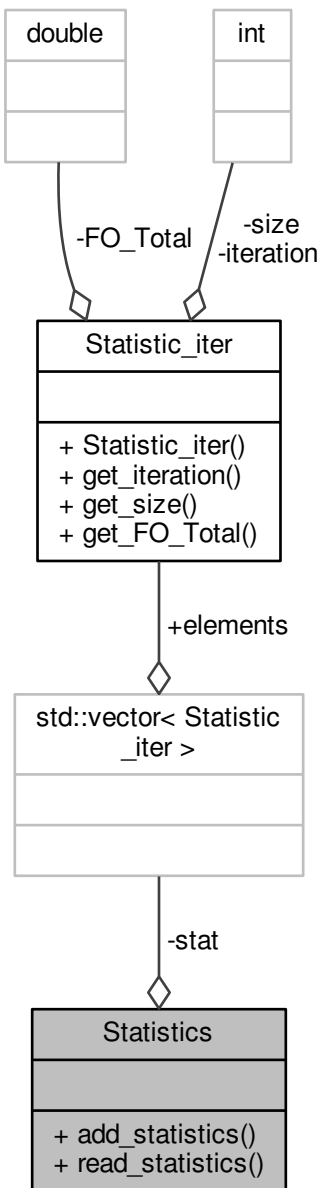 double
int
-FO_Total
-size
-iteration
Statistic_iter
+ Statistic_iter()
+ get_iteration()
+ get_size()
+ get_FO_Total()
+elements
std::vector< Statistic
_iter >
-stat
Statistics
+ add_statistics()
+ read_statistics()